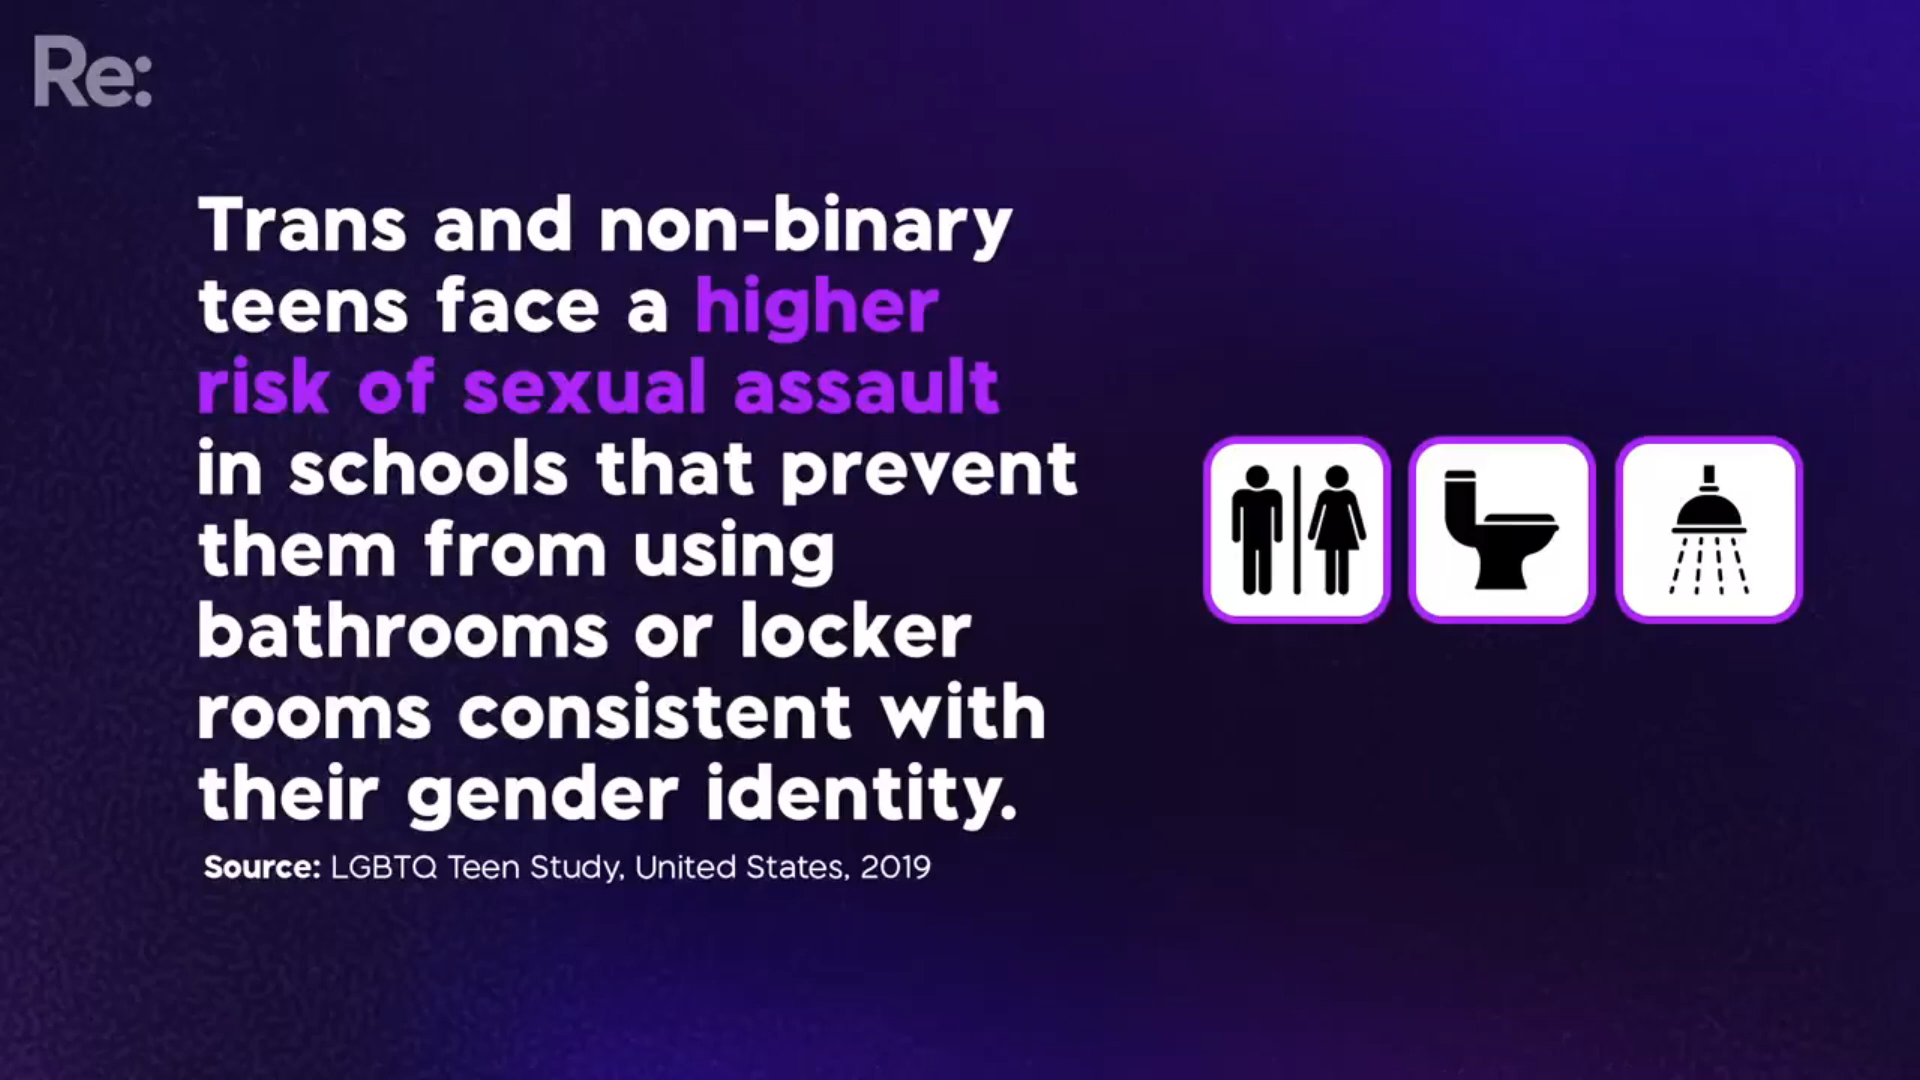 Re:
Trans and non-binary
teens face a higher
risk of sexual assault
in schools that prevent
them from using
bathrooms or locker
rooms consistent with
their gender identity.
Source: LGBTQ Teen Study, United States, 2019